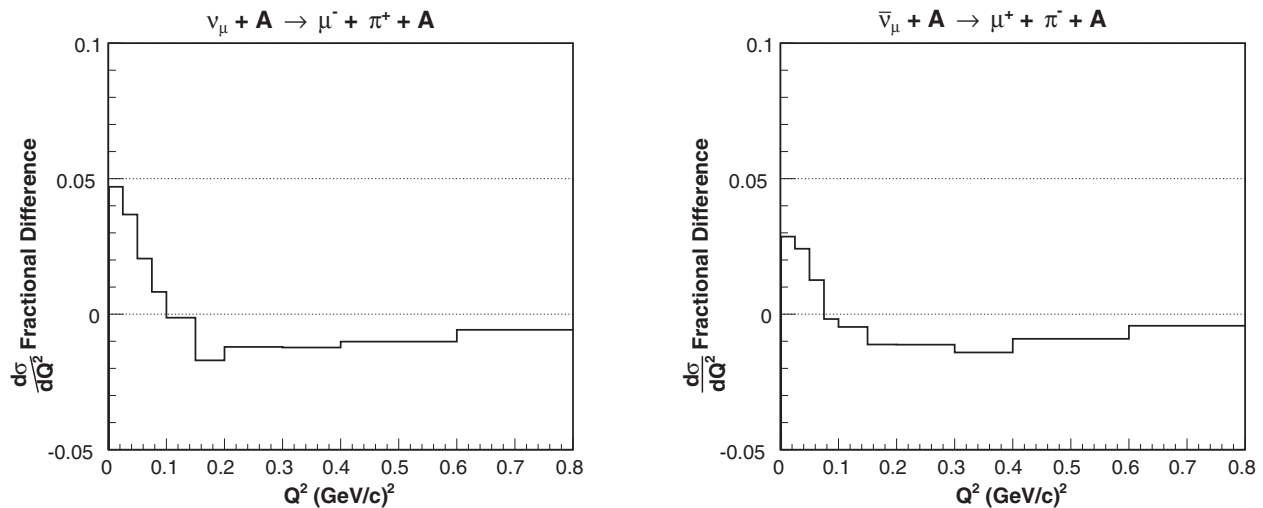 ν_μ + A → μ⁻ + π⁺ + A
0.1
0.05
0
-0.05
dσ/dQ² Fractional Difference
0 0.1 0.2 0.3 0.4 0.5 0.6 0.7 0.8
Q² (GeV/c)²
ν̅_μ + A → μ⁺ + π⁻ + A
0.1
0.05
0
-0.05
dσ/dQ² Fractional Difference
0 0.1 0.2 0.3 0.4 0.5 0.6 0.7 0.8
Q² (GeV/c)²